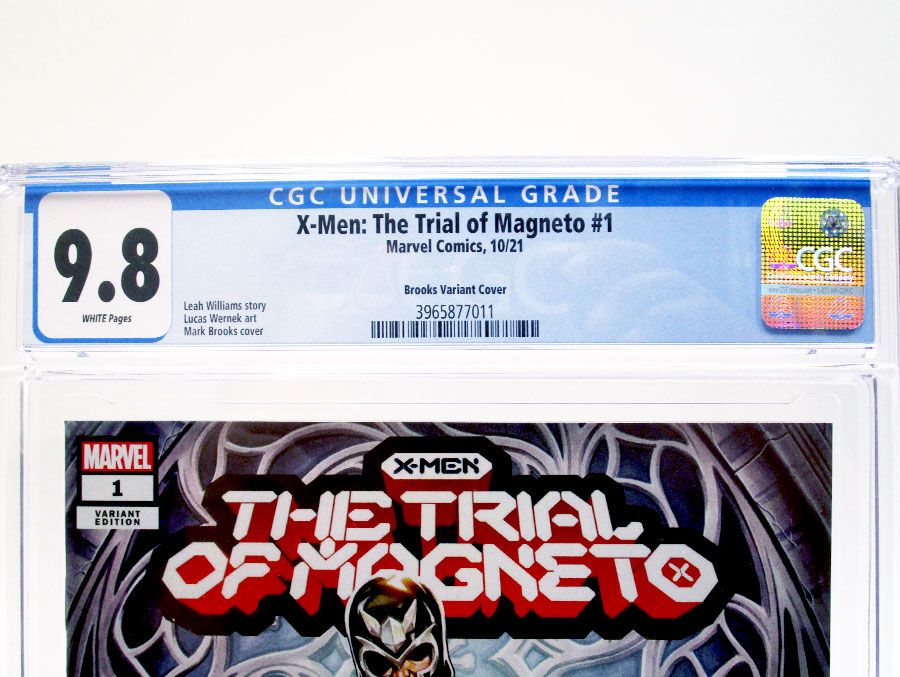 CGC UNIVERSAL GRADE
X-Men: The Trial of Magneto #1
Marvel Comics, 10/21
9.8
WHITE Pages
Brooks Variant Cover
Leah Williams story
Lucas Wernek art
Mark Brooks cover
3965877011
CGC
MARVEL
1
VARIANT
EDITION
X-MEN
THE TRIAL
OF MAGNETO